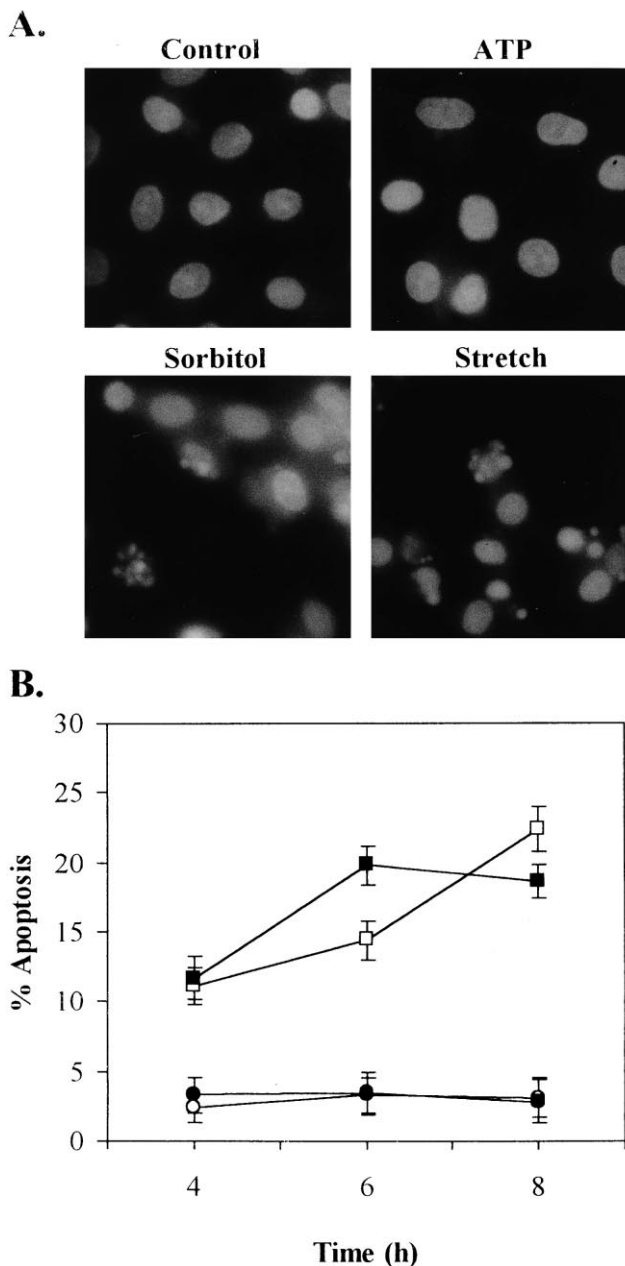 A.
Control
ATP
Sorbitol
Stretch
B.
30
25
20
15
10
5
0
% Apoptosis
4 6 8
Time (h)